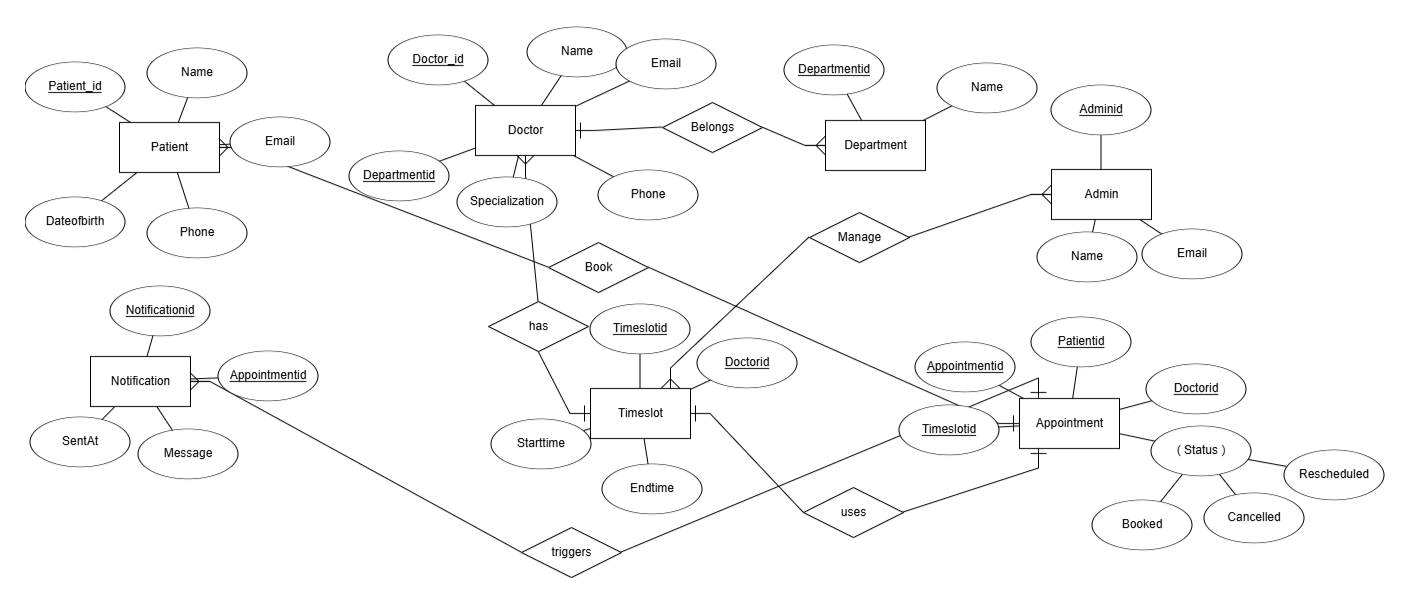 Patient_id
Name
Patient
Email
Dateofbirth
Phone
Doctor_id
Name
Email
Doctor
Departmentid
Specialization
Phone
Belongs
Departmentid
Name
Department
Adminid
Admin
Name
Email
Manage
Book
has
Notificationid
Notification
Appointmentid
SentAt
Message
Timeslotid
Doctorid
Timeslot
Starttime
Endtime
triggers
uses
Appointmentid
Patientid
Doctorid
Timeslotid
Appointment
( Status )
Rescheduled
Booked
Cancelled